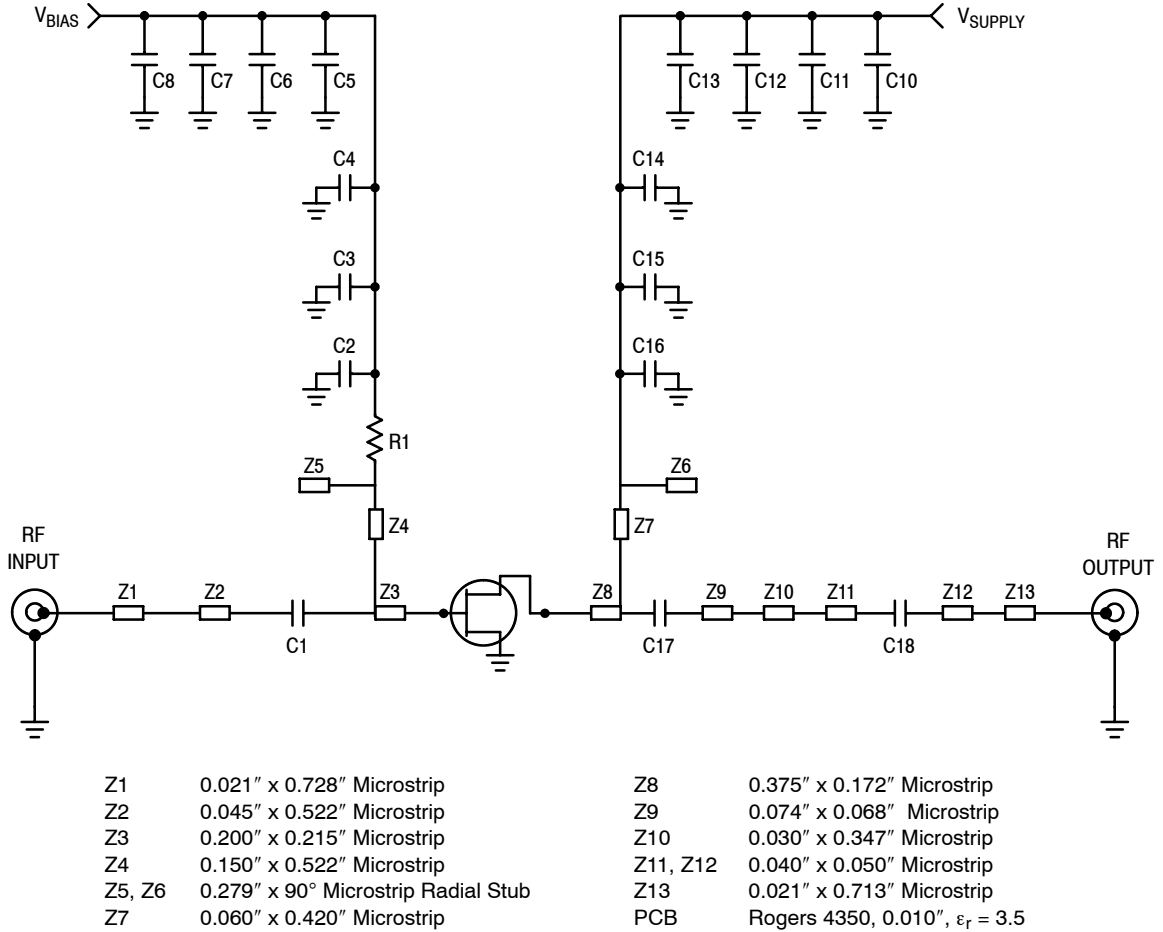 V_BIAS
V_SUPPLY
C8
C7
C6
C5
C13
C12
C11
C10
C4
C14
C3
C15
C2
C16
R1
Z5
Z6
Z4
Z7
RF
INPUT
RF
OUTPUT
Z1
Z2
Z3
Z8
Z9
Z10
Z11
Z12
Z13
C1
C17
C18
Z1 0.021″ x 0.728″ Microstrip
Z2 0.045″ x 0.522″ Microstrip
Z3 0.200″ x 0.215″ Microstrip
Z4 0.150″ x 0.522″ Microstrip
Z5, Z6 0.279″ x 90° Microstrip Radial Stub
Z7 0.060″ x 0.420″ Microstrip
Z8 0.375″ x 0.172″ Microstrip
Z9 0.074″ x 0.068″ Microstrip
Z10 0.030″ x 0.347″ Microstrip
Z11, Z12 0.040″ x 0.050″ Microstrip
Z13 0.021″ x 0.713″ Microstrip
PCB Rogers 4350, 0.010″, εr = 3.5